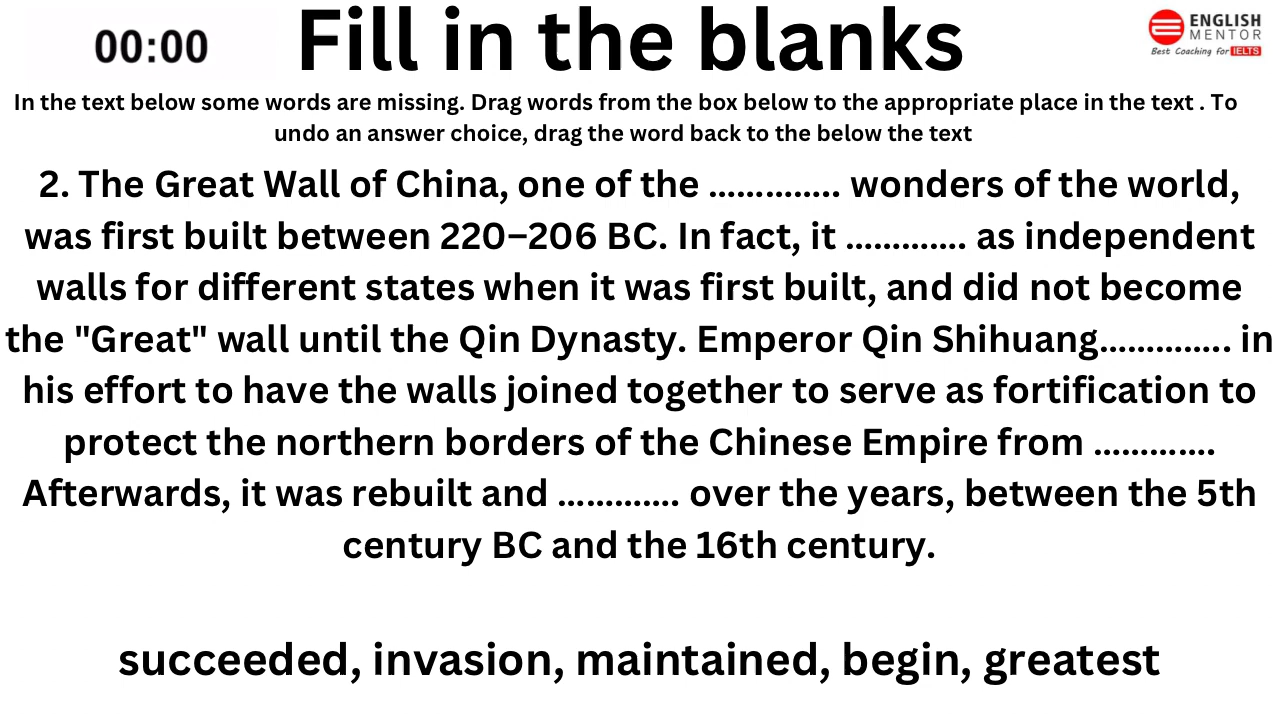 00:00
Fill in the blanks
ENGLISH
MENTOR
Best Coaching for IELTS
In the text below some words are missing. Drag words from the box below to the appropriate place in the text . To
undo an answer choice, drag the word back to the below the text
2. The Great Wall of China, one of the .............. wonders of the world,
was first built between 220–206 BC. In fact, it ............. as independent
walls for different states when it was first built, and did not become
the "Great" wall until the Qin Dynasty. Emperor Qin Shihuang.............. in
his effort to have the walls joined together to serve as fortification to
protect the northern borders of the Chinese Empire from .............
Afterwards, it was rebuilt and ............. over the years, between the 5th
century BC and the 16th century.
succeeded, invasion, maintained, begin, greatest